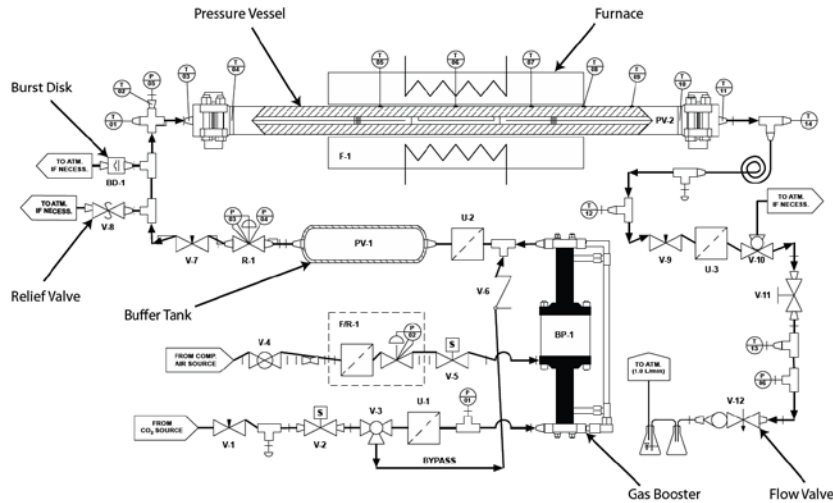 Pressure Vessel
Furnace
Burst Disk
T 02
P 05
T 03
T 04
T 05
T 06
T 07
T 08
T 09
T 10
T 11
T 01
T 14
PV-2
F-1
TO ATM.
IF NECESS.
BD-1
TO ATM.
IF NECESS.
V-8
Relief Valve
P 03
P 04
V-7
R-1
PV-1
U-2
Buffer Tank
T 12
TO ATM.
IF NECESS.
V-9
U-3
V-10
V-11
V-6
BP-1
F/R-1
P 02
V-4
FROM COMP.
AIR SOURCE
S
V-5
T 13
P 06
TO ATM.
(1.0 L/min)
V-12
FROM
CO₂ SOURCE
V-1
S
V-2
V-3
U-1
P 01
BYPASS
Gas Booster
Flow Valve